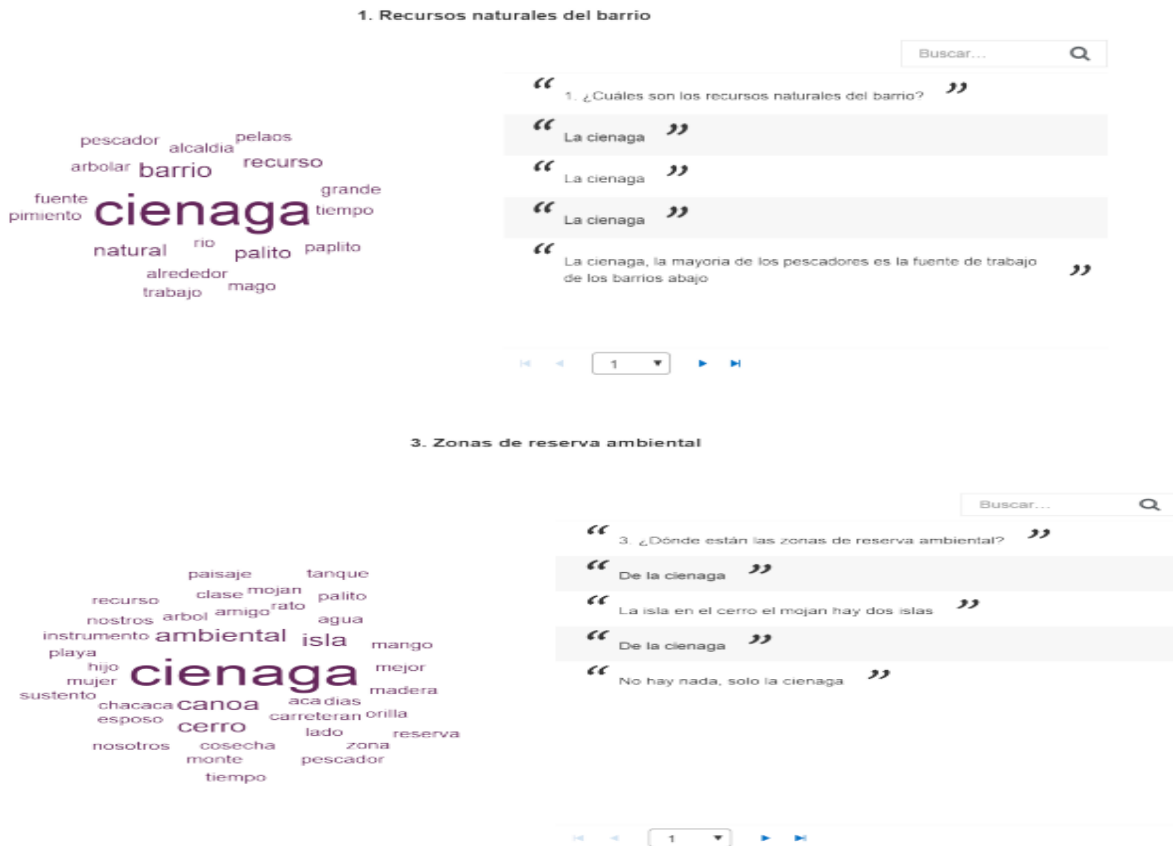 1. Recursos naturales del barrio
Buscar...
“ 1. ¿Cuáles son los recursos naturales del barrio? ”
“ La cienaga ”
“ La cienaga ”
“ La cienaga ”
“ La cienaga, la mayoria de los pescadores es la fuente de trabajo
de los barrios abajo ”
pescador alcaldia pelaos
arbolar barrio recurso
fuente grande
pimiento cienaga tiempo
natural rio palito paplito
alrededor
trabajo mago
1
3. Zonas de reserva ambiental
Buscar...
“ 3. ¿Dónde están las zonas de reserva ambiental? ”
“ De la cienaga ”
“ La isla en el cerro el mojan hay dos islas ”
“ De la cienaga ”
“ No hay nada, solo la cienaga ”
paisaje tanque
recurso clase mojan palito
nostros arbol amigo rato agua
instrumento ambiental isla mango
playa
hijo cienaga mejor
mujer madera
sustento chacaca canoa aca dias
esposo cerro carreteran orilla
lado reserva
nosotros cosecha zona
monte pescador
tiempo
1